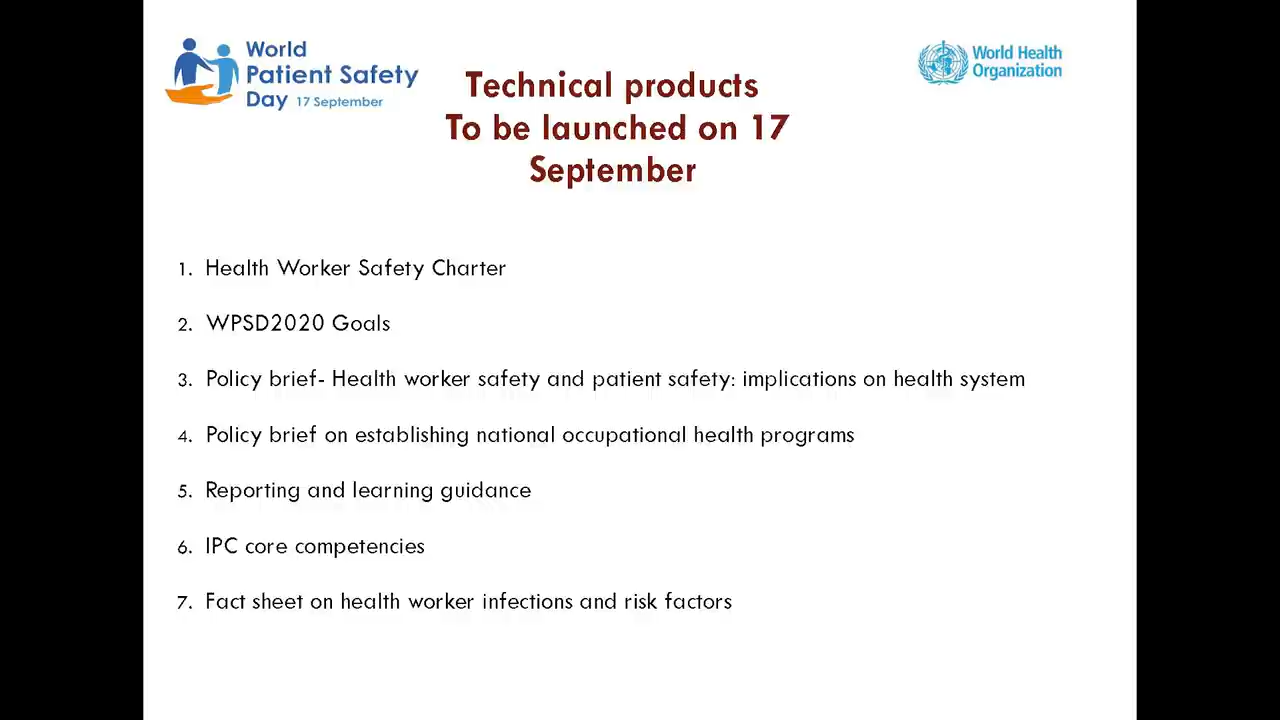 World
Patient Safety
Day 17 September
World Health
Organization
Technical products
To be launched on 17
September
1. Health Worker Safety Charter
2. WPSD2020 Goals
3. Policy brief- Health worker safety and patient safety: implications on health system
4. Policy brief on establishing national occupational health programs
5. Reporting and learning guidance
6. IPC core competencies
7. Fact sheet on health worker infections and risk factors